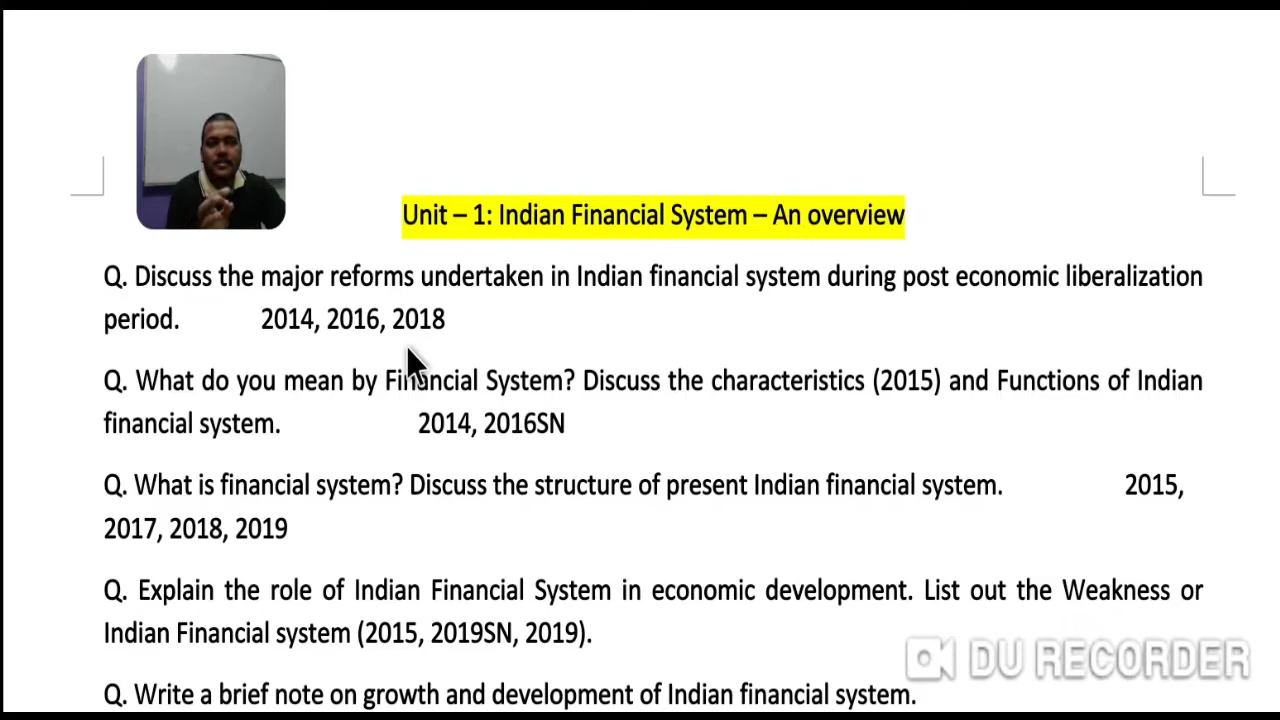 Unit – 1: Indian Financial System – An overview
Q. Discuss the major reforms undertaken in Indian financial system during post economic liberalization
period. 2014, 2016, 2018
Q. What do you mean by Financial System? Discuss the characteristics (2015) and Functions of Indian
financial system. 2014, 2016SN
Q. What is financial system? Discuss the structure of present Indian financial system. 2015,
2017, 2018, 2019
Q. Explain the role of Indian Financial System in economic development. List out the Weakness or
Indian Financial system (2015, 2019SN, 2019).
DU RECORDER
Q. Write a brief note on growth and development of Indian financial system.